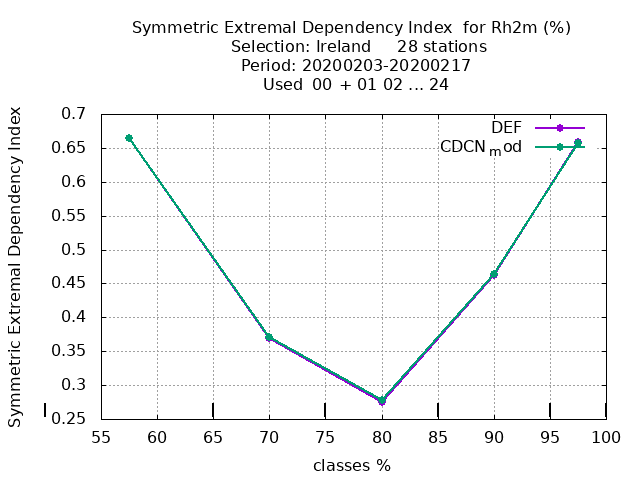 Symmetric Extremal Dependency Index  for Rh2m (%)
Selection: Ireland     28 stations
Period: 20200203-20200217
Used  00 + 01 02 ... 24
Symmetric Extremal Dependency Index
0.7
0.65
0.6
0.55
0.5
0.45
0.4
0.35
0.3
0.25
DEF
CDCNmod
55 60 65 70 75 80 85 90 95 100
classes %